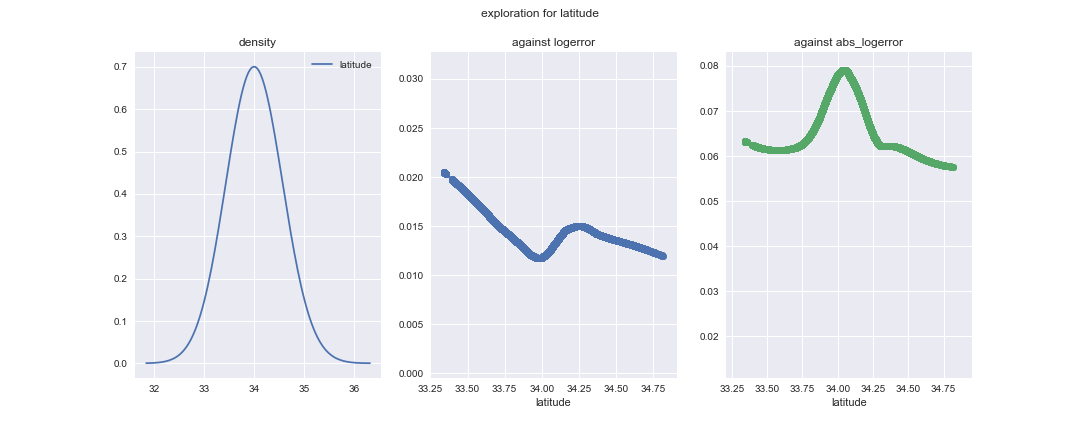 exploration for latitude
density
latitude
0.7
0.6
0.5
0.4
0.3
0.2
0.1
0.0
32 33 34 35 36
against logerror
0.030
0.025
0.020
0.015
0.010
0.005
0.000
33.25 33.50 33.75 34.00 34.25 34.50 34.75
latitude
against abs_logerror
0.08
0.07
0.06
0.05
0.04
0.03
0.02
33.25 33.50 33.75 34.00 34.25 34.50 34.75
latitude